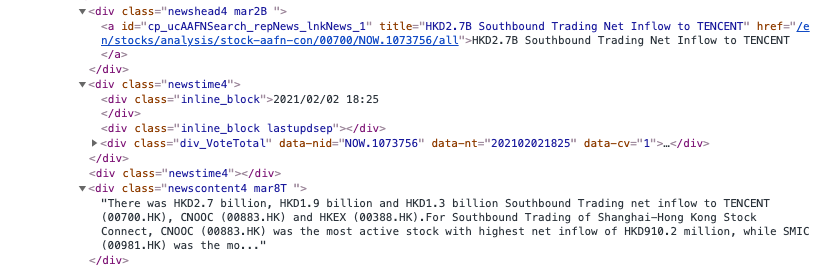 ▼<div class="newshead4 mar2B ">
<a id="cp_ucAAFNSearch_repNews_lnkNews_1" title="HKD2.7B Southbound Trading Net Inflow to TENCENT" href="/e
n/stocks/analysis/stock-aafn-con/00700/NOW.1073756/all">HKD2.7B Southbound Trading Net Inflow to TENCENT
</a>
</div>
▼<div class="newstime4">
<div class="inline_block">2021/02/02 18:25
</div>
<div class="inline_block lastupdsep"></div>
▶<div class="div_VoteTotal" data-nid="NOW.1073756" data-nt="202102021825" data-cv="1">…</div>
</div>
<div class="newstime4"></div>
▼<div class="newscontent4 mar8T ">
"There was HKD2.7 billion, HKD1.9 billion and HKD1.3 billion Southbound Trading net inflow to TENCENT
(00700.HK), CNOOC (00883.HK) and HKEX (00388.HK).For Southbound Trading of Shanghai-Hong Kong Stock
Connect, CNOOC (00883.HK) was the most active stock with highest net inflow of HKD910.2 million, while SMIC
(00981.HK) was the mo..."
</div>